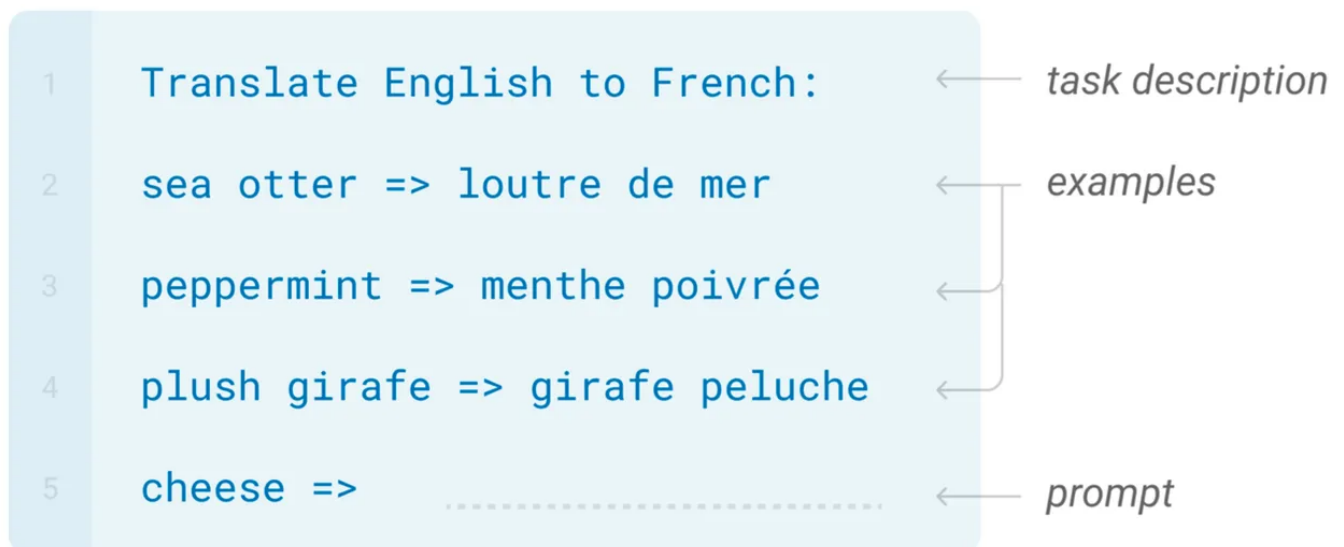 1 Translate English to French: task description
2 sea otter => loutre de mer examples
3 peppermint => menthe poivrée
4 plush girafe => girafe peluche
5 cheese => prompt